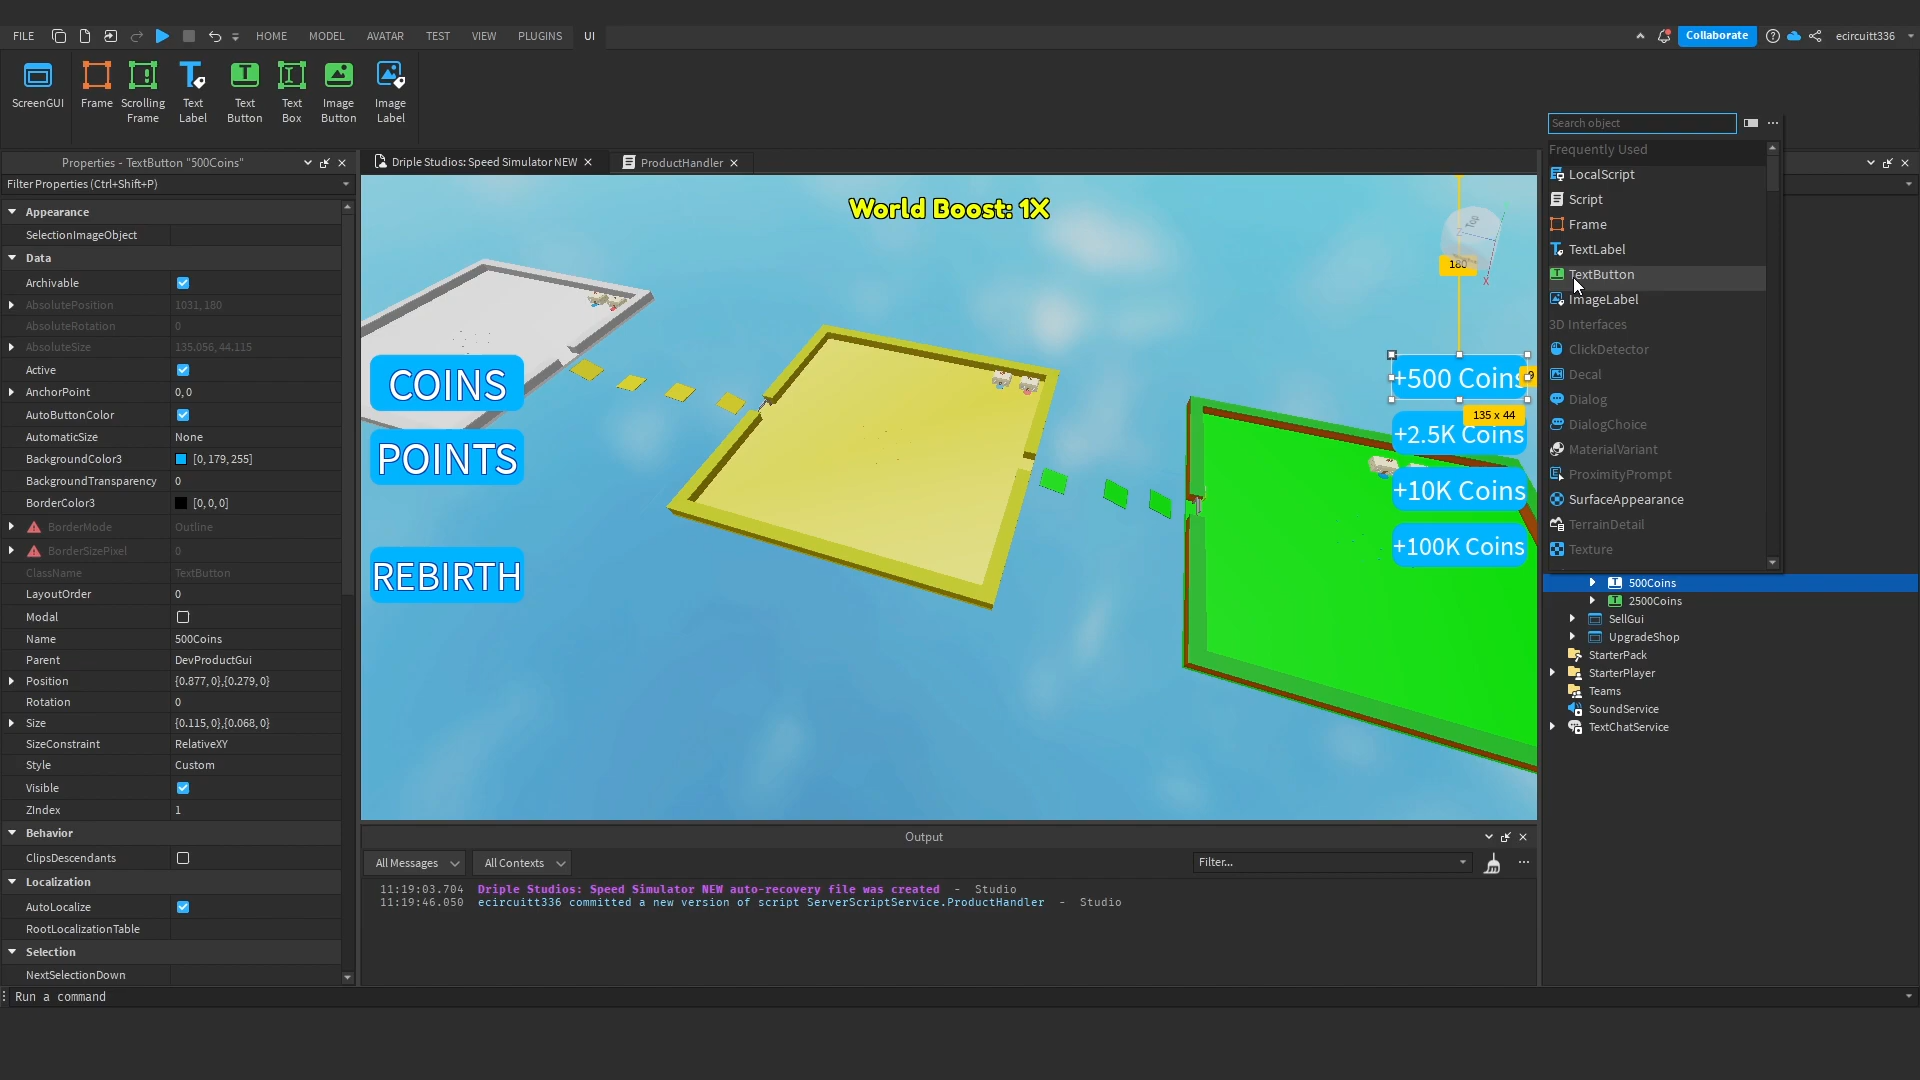 FILE
HOME
MODEL
AVATAR
TEST
VIEW
PLUGINS
UI
Collaborate
ecircuitt336
ScreenGUI
Frame
Scrolling
Frame
Text
Label
Text
Button
Text
Box
Image
Button
Image
Label
Properties - TextButton "500Coins"
Filter Properties (Ctrl+Shift+P)
Appearance
SelectionImageObject
Data
Archivable
AbsolutePosition 1031, 180
AbsoluteRotation 0
AbsoluteSize 135.056, 44.115
Active
AnchorPoint 0, 0
AutoButtonColor
AutomaticSize None
BackgroundColor3 [0, 179, 255]
BackgroundTransparency 0
BorderColor3 [0, 0, 0]
BorderMode Outline
BorderSizePixel 0
ClassName TextButton
LayoutOrder 0
Modal
Name 500Coins
Parent DevProductGui
Position {0.877, 0},{0.279, 0}
Rotation 0
Size {0.115, 0},{0.068, 0}
SizeConstraint RelativeXY
Style Custom
Visible
ZIndex 1
Behavior
ClipsDescendants
Localization
AutoLocalize
RootLocalizationTable
Selection
NextSelectionDown
Run a command
Driple Studios: Speed Simulator NEW
ProductHandler
World Boost: 1X
Top
X
180
COINS
POINTS
REBIRTH
+500 Coins
9
135 x 44
+2.5K Coins
+10K Coins
+100K Coins
Output
All Messages
All Contexts
Filter...
11:19:03.704 Driple Studios: Speed Simulator NEW auto-recovery file was created - Studio
11:19:46.050 ecircuitt336 committed a new version of script ServerScriptService.ProductHandler - Studio
Search object
Frequently Used
LocalScript
Script
Frame
TextLabel
TextButton
ImageLabel
3D Interfaces
ClickDetector
Decal
Dialog
DialogChoice
MaterialVariant
ProximityPrompt
SurfaceAppearance
TerrainDetail
Texture
500Coins
2500Coins
SellGui
UpgradeShop
StarterPack
StarterPlayer
Teams
SoundService
TextChatService